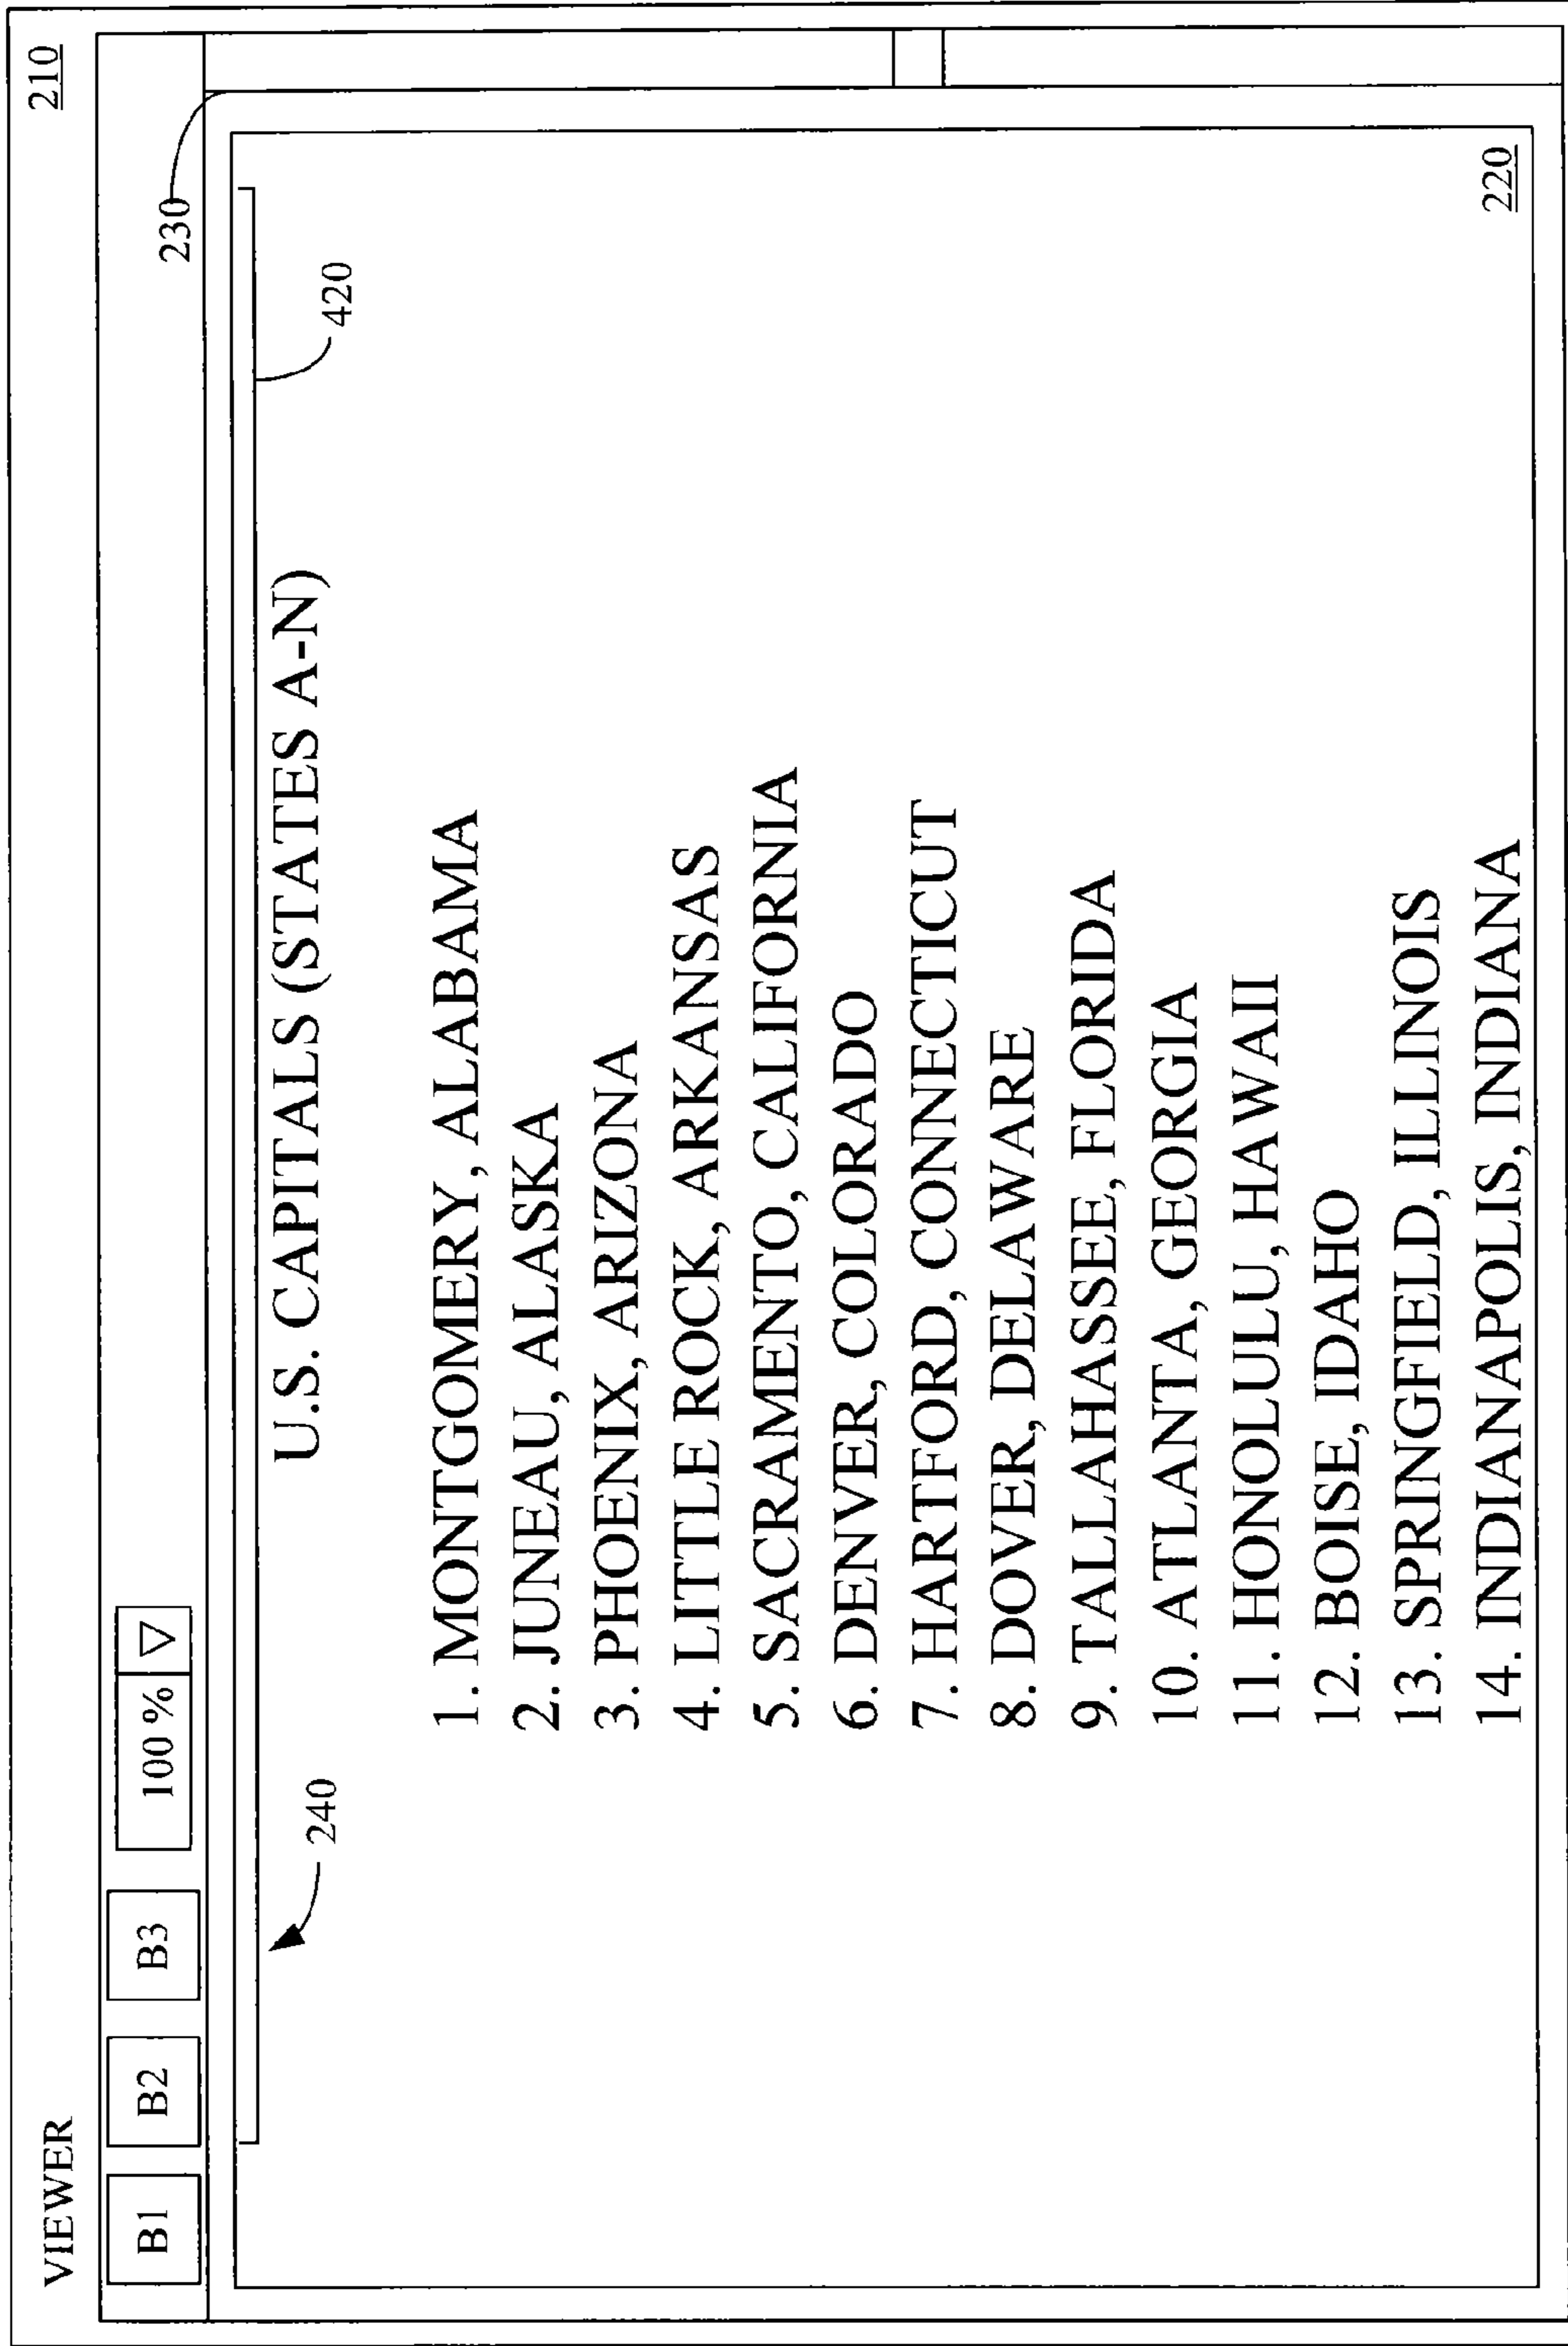 VIEWER
210
B1 B2 B3 100 % ▽
230
240
420
U.S. CAPITALS (STATES A-N)
1. MONTGOMERY, ALABAMA
2. JUNEAU, ALASKA
3. PHOENIX, ARIZONA
4. LITTLE ROCK, ARKANSAS
5. SACRAMENTO, CALIFORNIA
6. DENVER, COLORADO
7. HARTFORD, CONNECTICUT
8. DOVER, DELAWARE
9. TALLAHASSEE, FLORIDA
10. ATLANTA, GEORGIA
11. HONOLULU, HAWAII
12. BOISE, IDAHO
13. SPRINGFIELD, ILLINOIS
14. INDIANAPOLIS, INDIANA
220